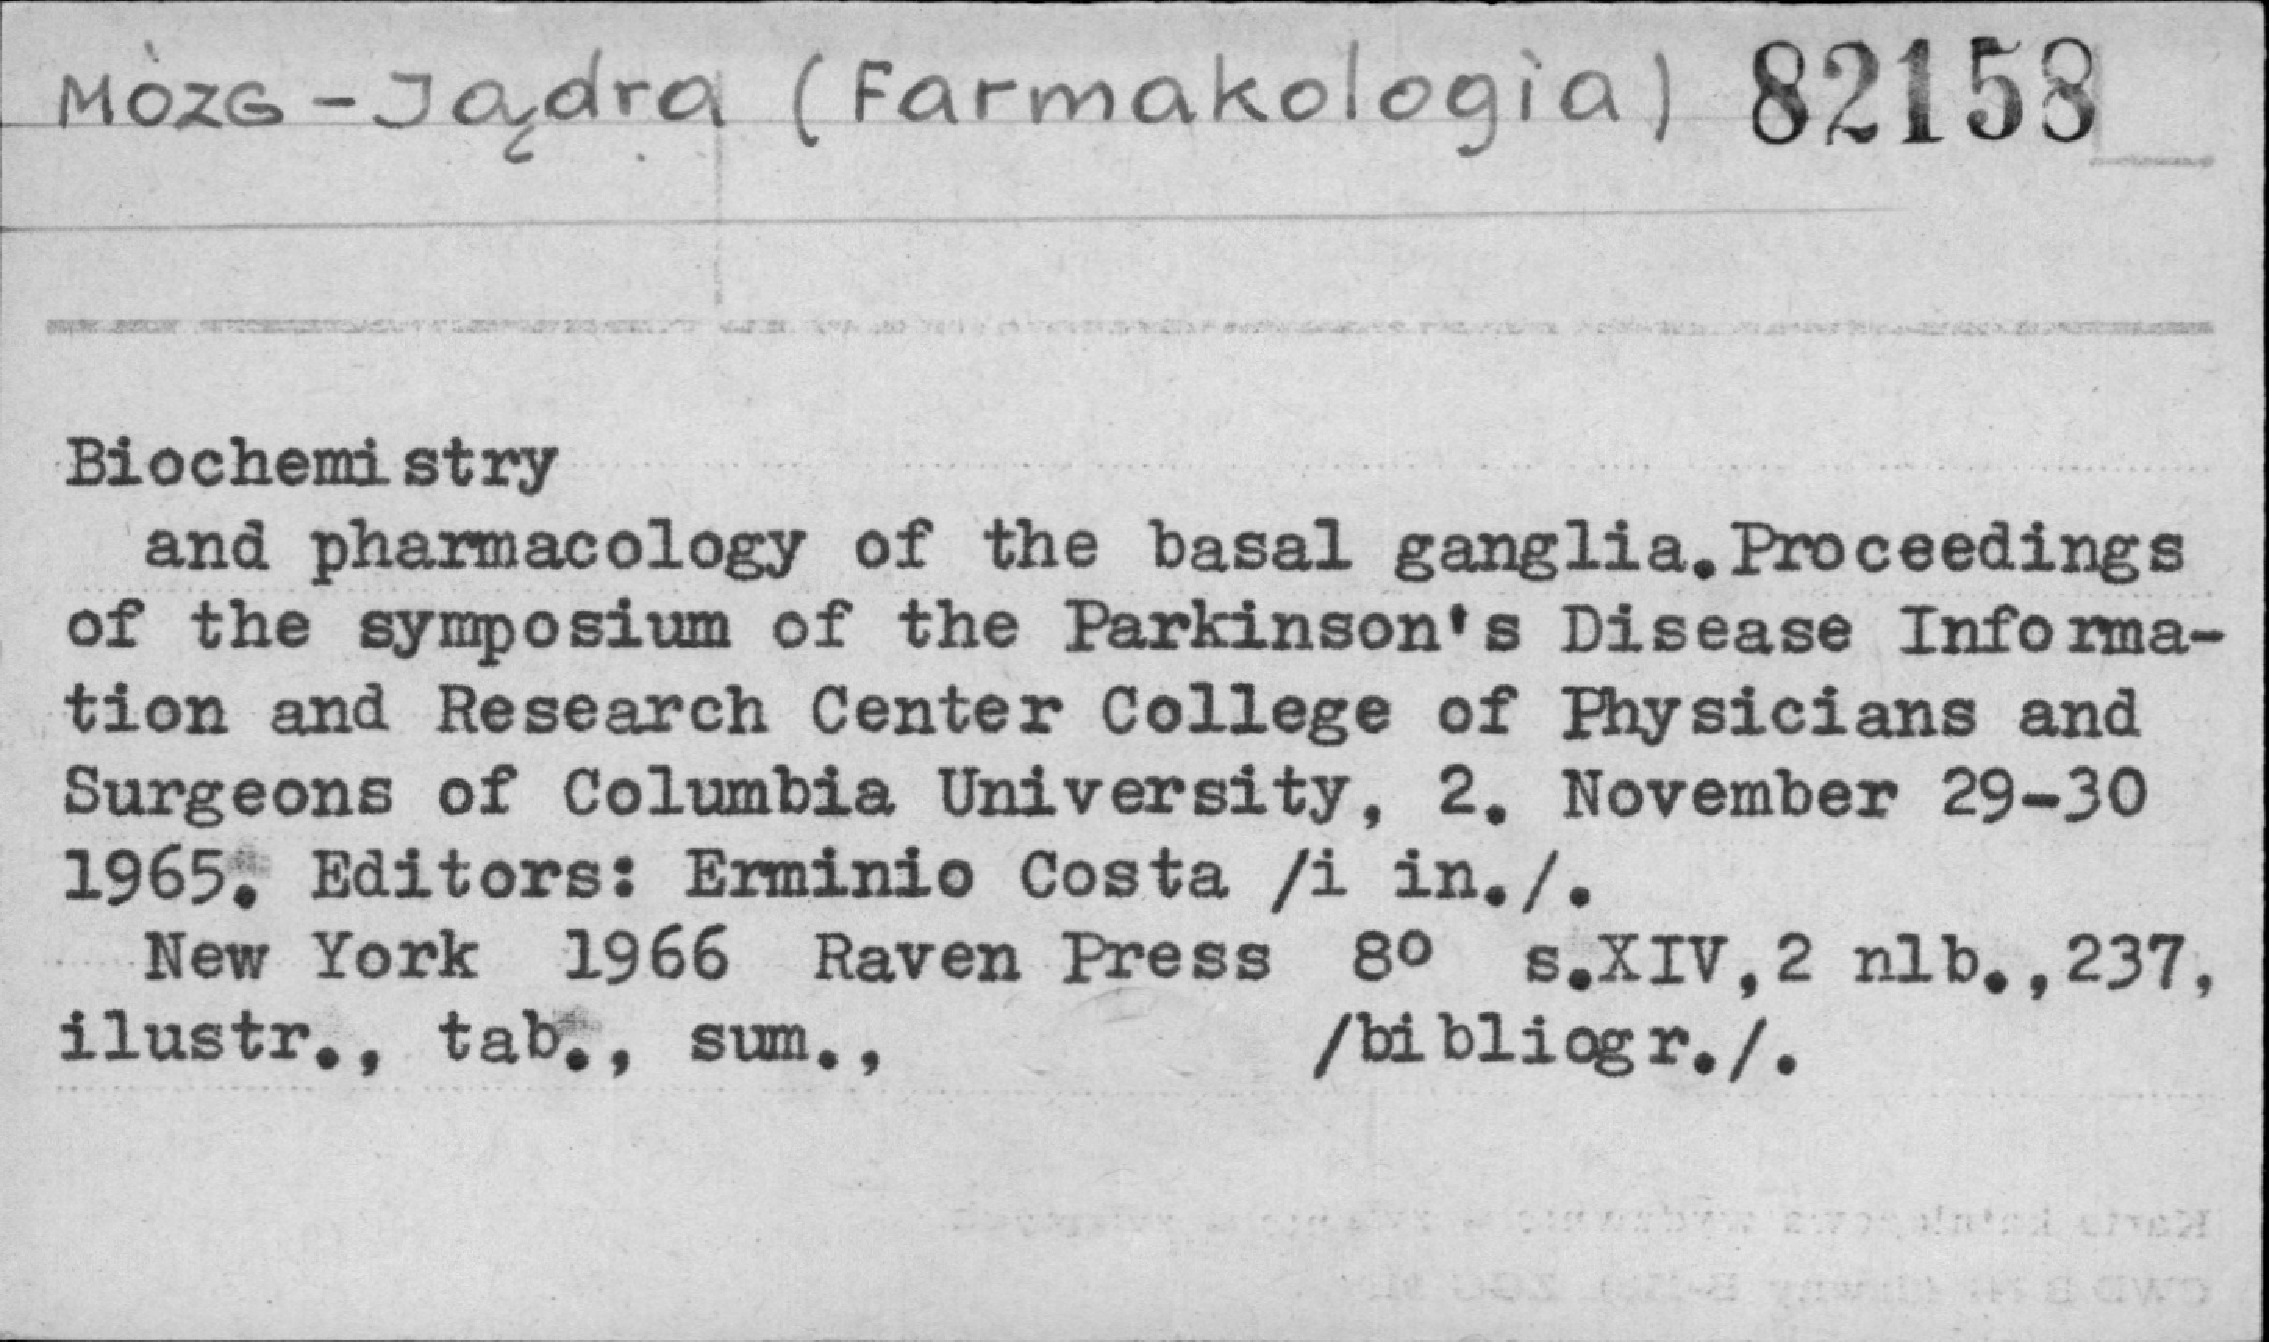 MÓZG - Jądra (Farmakologia) 82158
Biochemistry
and pharmacology of the basal ganglia.Proceedings
of the symposium of the Parkinson's Disease Informa-
tion and Research Center College of Physicians and
Surgeons of Columbia University, 2. November 29-30
1965. Editors: Erminio Costa /i in./.
New York 1966 Raven Press 8º s.XIV,2 nlb.,237,
ilustr., tab., sum., /bibliogr./.